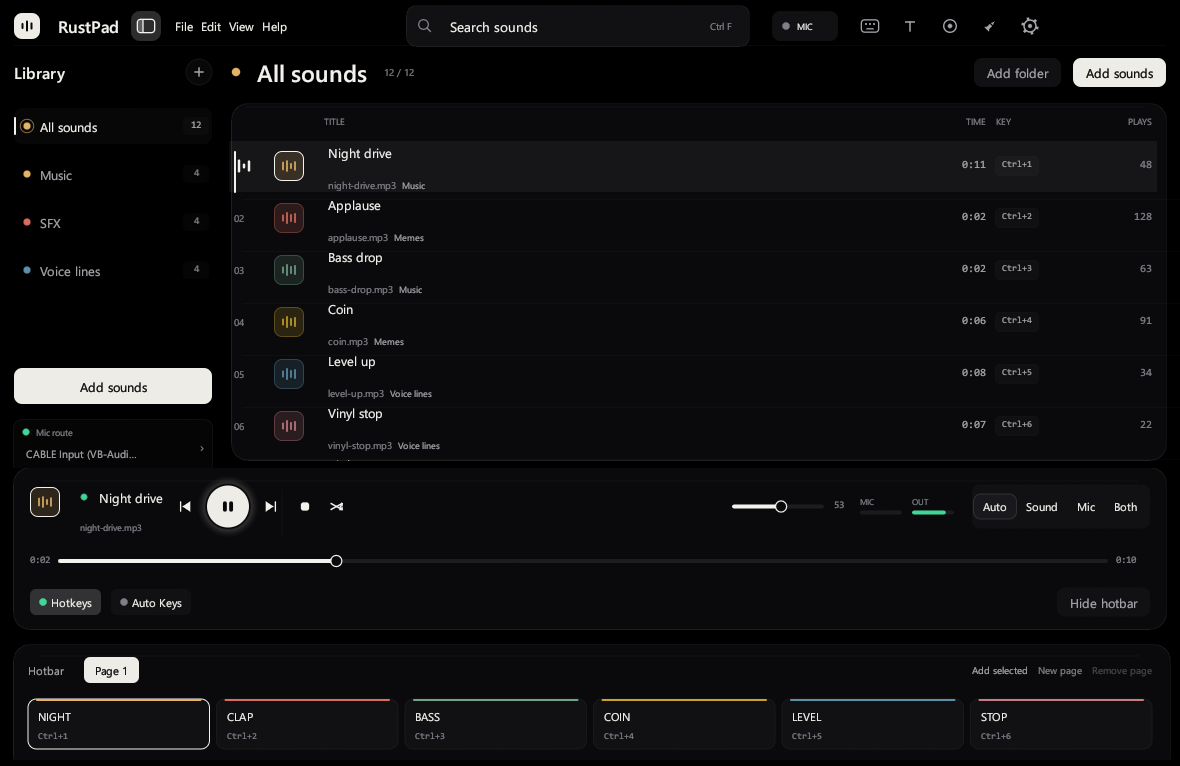 RustPad File Edit View Help Search sounds Ctrl F MIC T
Library
All sounds 12
Music 4
SFX 4
Voice lines 4
Add sounds
Mic route
CABLE Input (VB-Audi...
All sounds 12 / 12 Add folder Add sounds
TITLE TIME KEY PLAYS
Night drive 0:11 Ctrl+1 48
night-drive.mp3 Music
02 Applause 0:02 Ctrl+2 128
applause.mp3 Memes
03 Bass drop 0:02 Ctrl+3 63
bass-drop.mp3 Music
04 Coin 0:06 Ctrl+4 91
coin.mp3 Memes
05 Level up 0:08 Ctrl+5 34
level-up.mp3 Voice lines
06 Vinyl stop 0:07 Ctrl+6 22
vinyl-stop.mp3 Voice lines
Night drive 53 MIC OUT Auto Sound Mic Both
night-drive.mp3
0:02 0:10
Hotkeys Auto Keys Hide hotbar
Hotbar Page 1 Add selected New page Remove page
NIGHT CLAP BASS COIN LEVEL STOP
Ctrl+1 Ctrl+2 Ctrl+3 Ctrl+4 Ctrl+5 Ctrl+6